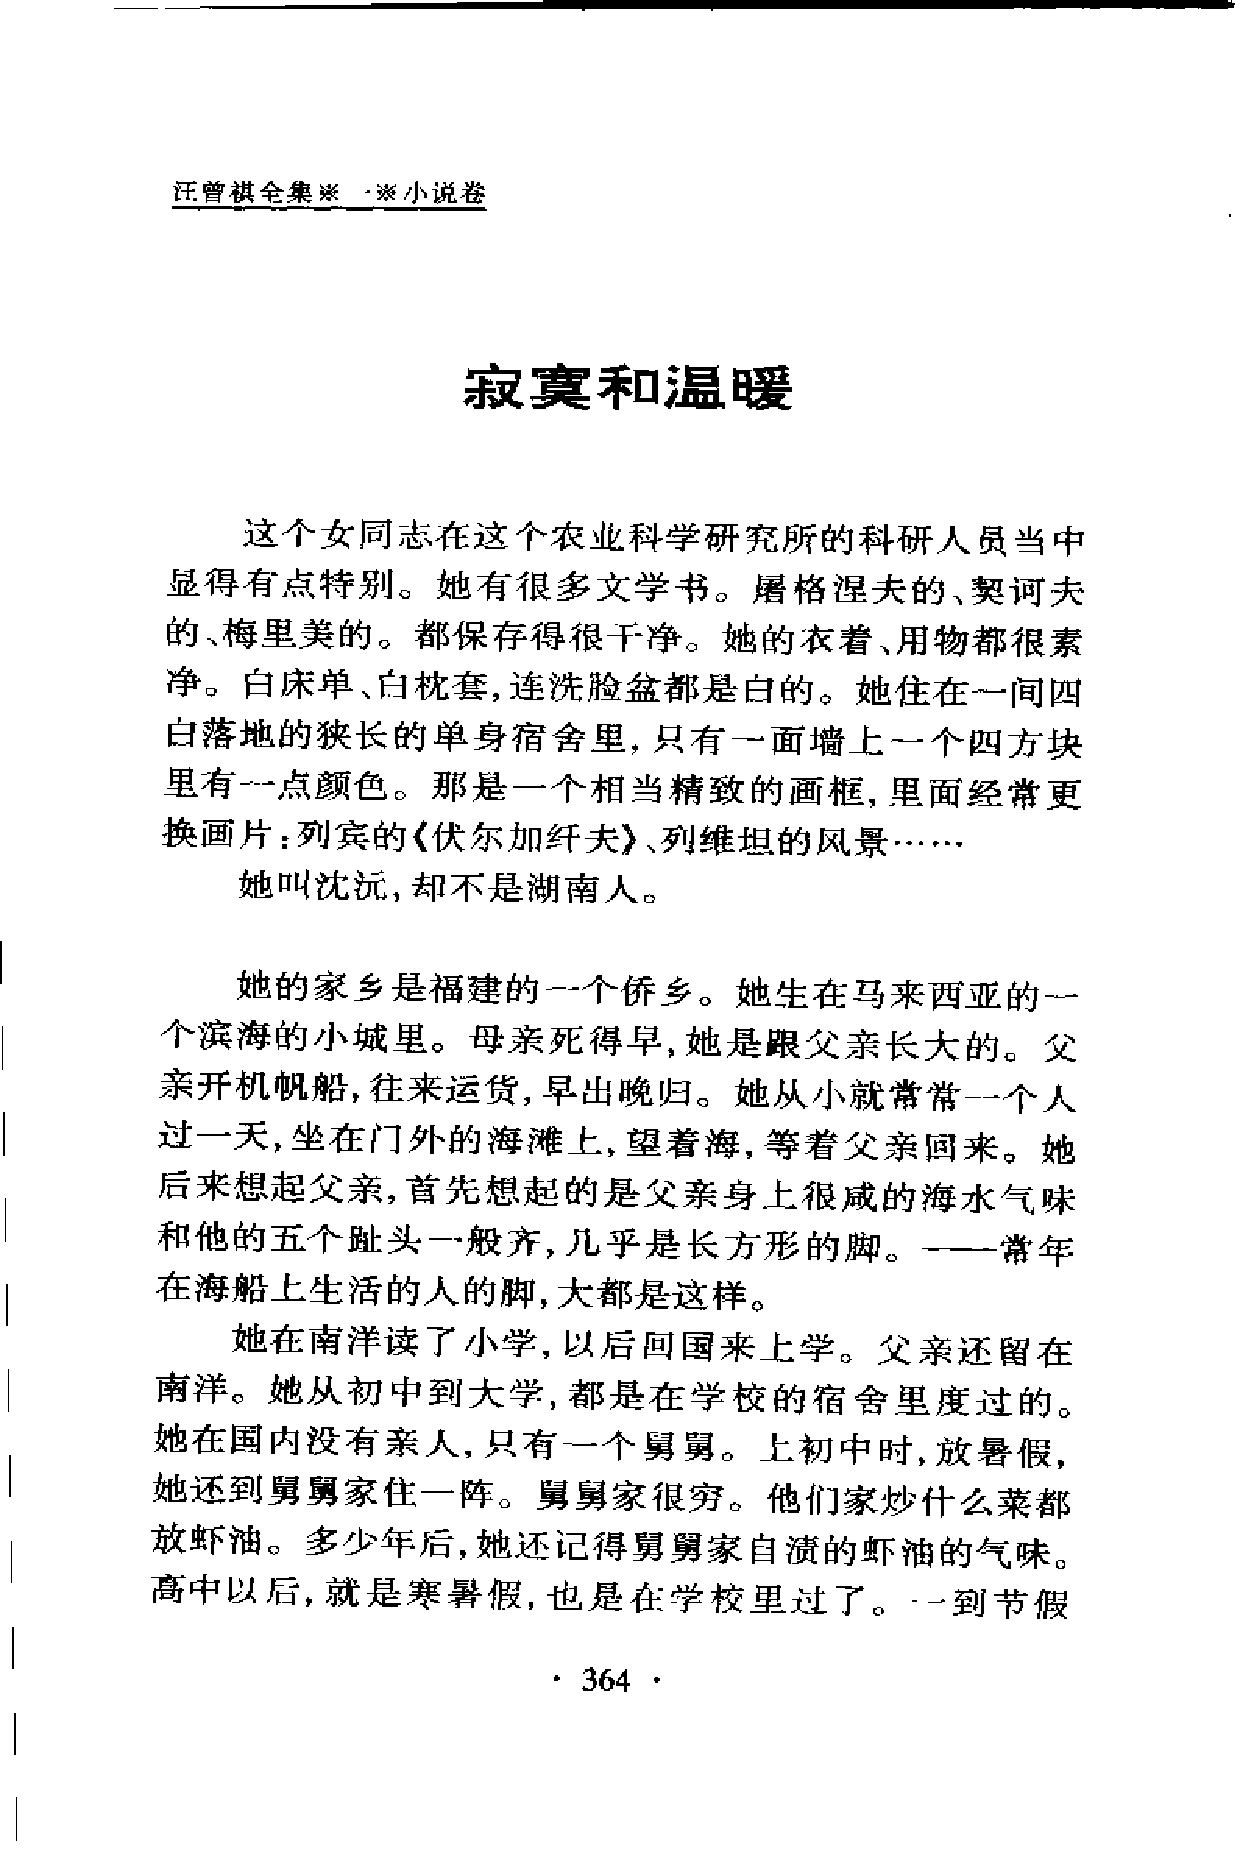 汪曾祺全集※一※小说卷
寂寞和温暖
这个女同志在这个农业科学研究所的科研人员当中
显得有点特别。她有很多文学书。屠格涅夫的、契诃夫
的、梅里美的。都保存得很干净。她的衣着、用物都很素
净。白床单、白枕套,连洗脸盆都是白的。她住在一间四
白落地的狭长的单身宿舍里,只有一面墙上一个四方块
里有一点颜色。那是一个相当精致的画框,里面经常更
换画片:列宾的《伏尔加纤夫》、列维坦的风景……
她叫沈沅,却不是湖南人。
她的家乡是福建的一个侨乡。她生在马来西亚的一
个滨海的小城里。母亲死得早,她是跟父亲长大的。父
亲开机帆船,往来运货,早出晚归。她从小就常常一个人
过一天,坐在门外的海滩上,望着海,等着父亲回来。她
后来想起父亲,首先想起的是父亲身上很咸的海水气味
和他的五个趾头一般齐,几乎是长方形的脚。——常年
在海船上生活的人的脚,大都是这样。
她在南洋读了小学,以后回国来上学。父亲还留在
南洋。她从初中到大学,都是在学校的宿舍里度过的。
她在国内没有亲人,只有一个舅舅。上初中时,放暑假,
她还到舅舅家住一阵。舅舅家很穷。他们家炒什么菜都
放虾油。多少年后,她还记得舅舅家自渍的虾油的气味。
高中以后,就是寒暑假,也是在学校里过了。一到节假
· 364 ·